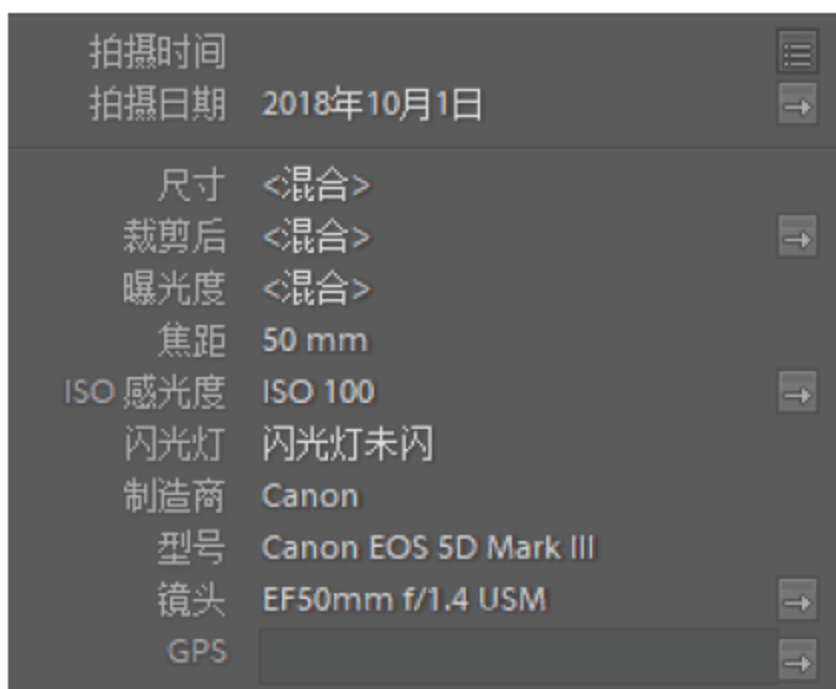 拍摄时间
拍摄日期 2018年10月1日
尺寸 <混合>
裁剪后 <混合>
曝光度 <混合>
焦距 50 mm
ISO 感光度 ISO 100
闪光灯 闪光灯未闪
制造商 Canon
型号 Canon EOS 5D Mark III
镜头 EF50mm f/1.4 USM
GPS